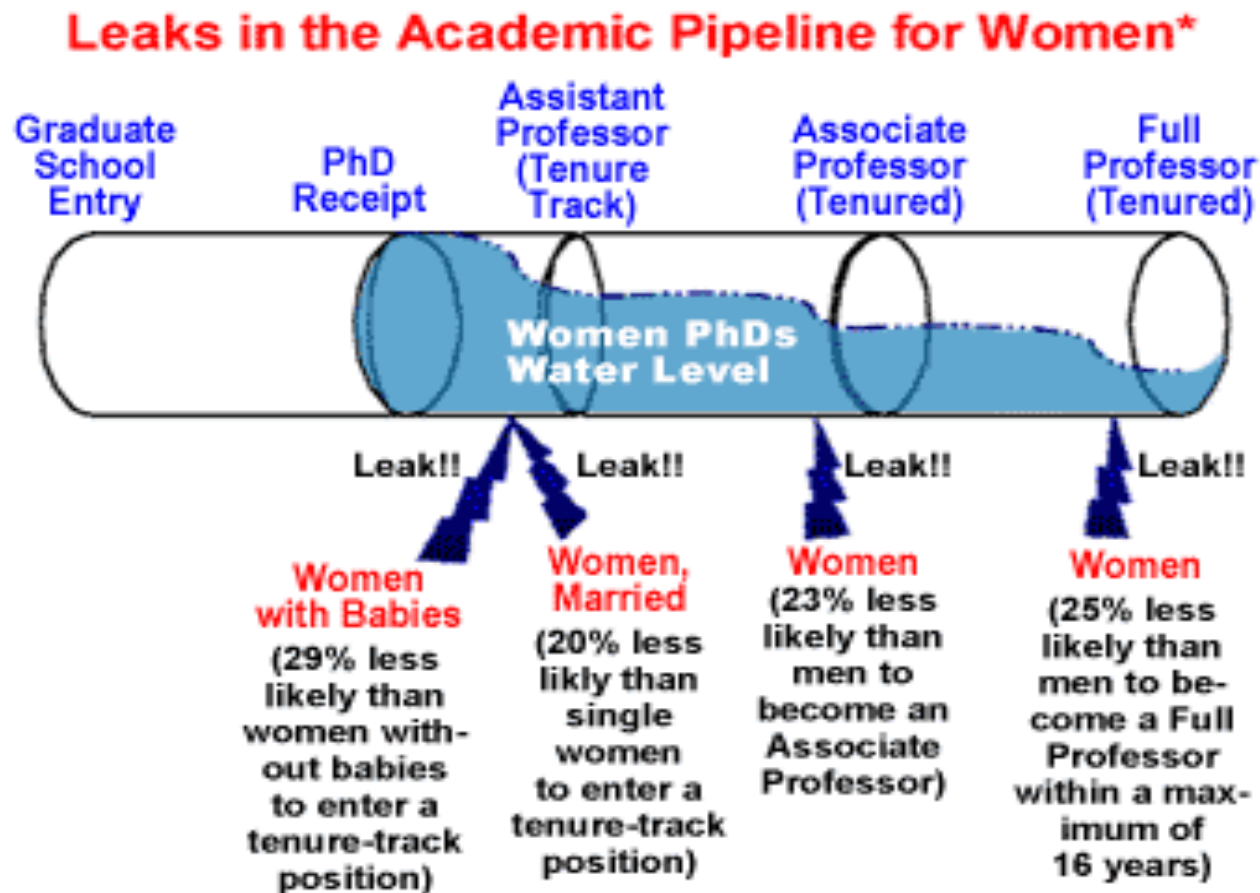 Leaks in the Academic Pipeline for Women*
Graduate
School
Entry
PhD
Receipt
Assistant
Professor
(Tenure
Track)
Associate
Professor
(Tenured)
Full
Professor
(Tenured)
Women PhDs
Water Level
Leak!!
Leak!!
Leak!!
Leak!!
Women
with Babies
(29% less
likely than
women with-
out babies
to enter a
tenure-track
position)
Women,
Married
(20% less
likly than
single
women
to enter a
tenure-track
position)
Women
(23% less
likely than
men to
become an
Associate
Professor)
Women
(25% less
likely than
men to be-
come a Full
Professor
within a max-
imum of
16 years)